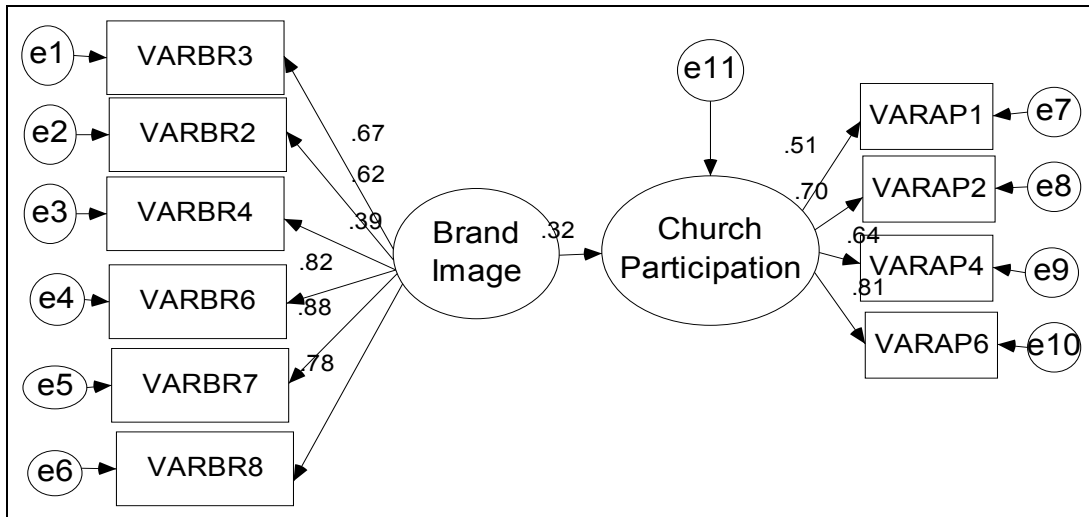 e1
VARBR3
e2
VARBR2
e3
VARBR4
e4
VARBR6
e5
VARBR7
e6
VARBR8
.67
.62
.39
.82
.88
.78
Brand
Image
.32
e11
Church
Participation
.51
.70
.64
.81
VARAP1
e7
VARAP2
e8
VARAP4
e9
VARAP6
e10